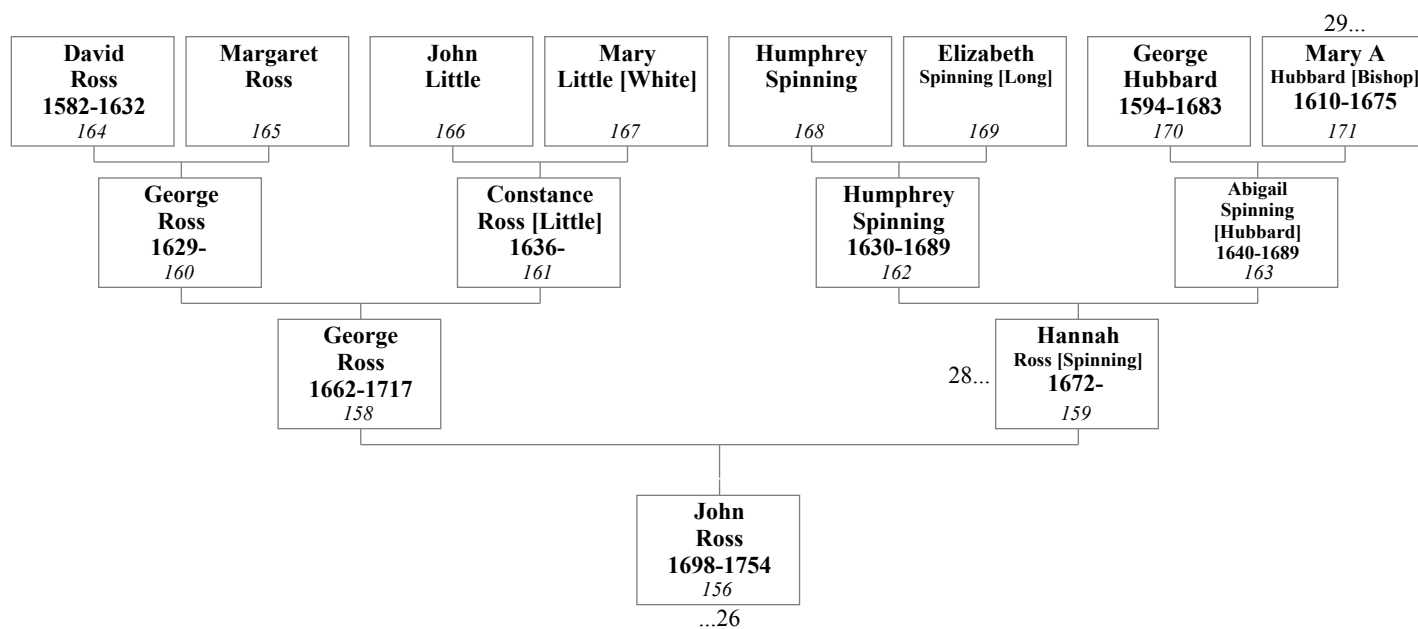 29...
David
Ross
1582-1632
164
Margaret
Ross
165
John
Little
166
Mary
Little [White]
167
Humphrey
Spinning
168
Elizabeth
Spinning [Long]
169
George
Hubbard
1594-1683
170
Mary A
Hubbard [Bishop]
1610-1675
171
George
Ross
1629-
160
Constance
Ross [Little]
1636-
161
Humphrey
Spinning
1630-1689
162
Abigail
Spinning
[Hubbard]
1640-1689
163
George
Ross
1662-1717
158
28...
Hannah
Ross [Spinning]
1672-
159
John
Ross
1698-1754
156
...26